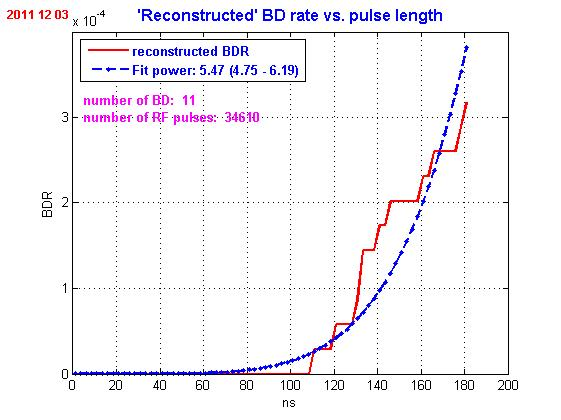 2011 12 03
'Reconstructed' BD rate vs. pulse length
x 10^-4
reconstructed BDR
Fit power: 5.47 (4.75 - 6.19)
number of BD: 11
number of RF pulses: 34610
3
2
1
0
BDR
0 20 40 60 80 100 120 140 160 180 200
ns